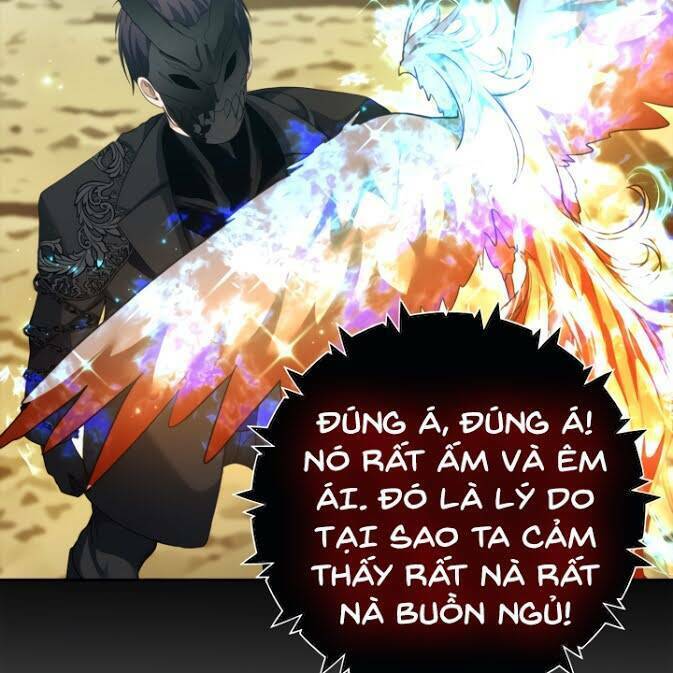 ĐÚNG Á, ĐÚNG Á!
NÓ RẤT ẤM VÀ ÊM
ÁI. ĐÓ LÀ LÝ DO
TẠI SAO TA CẢM
THẤY RẤT NÀ RẤT
NÀ BUỒN NGỦ!